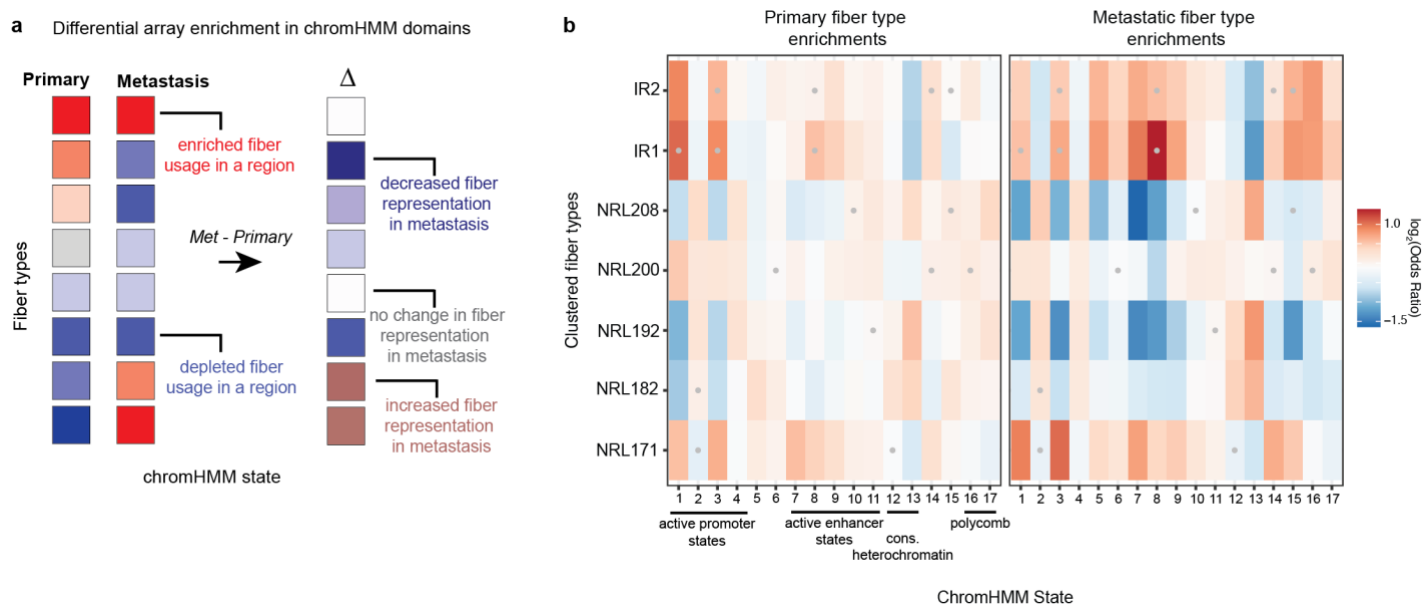 a
Differential array enrichment in chromHMM domains
Primary
Metastasis
Δ
enriched fiber
usage in a region
decreased fiber
representation
in metastasis
Met - Primary
no change in fiber
representation
in metastasis
depleted fiber
usage in a region
increased fiber
representation
in metastasis
Fiber types
chromHMM state
b
Primary fiber type
enrichments
Metastatic fiber type
enrichments
Clustered fiber types
IR2
IR1
NRL208
NRL200
NRL192
NRL182
NRL171
1 2 3 4 5 6 7 8 9 10 11 12 13 14 15 16 17
1 2 3 4 5 6 7 8 9 10 11 12 13 14 15 16 17
active promoter
states
active enhancer
states
cons.
heterochromatin
polycomb
ChromHMM State
1.0
−1.5
log2(Odds Ratio)